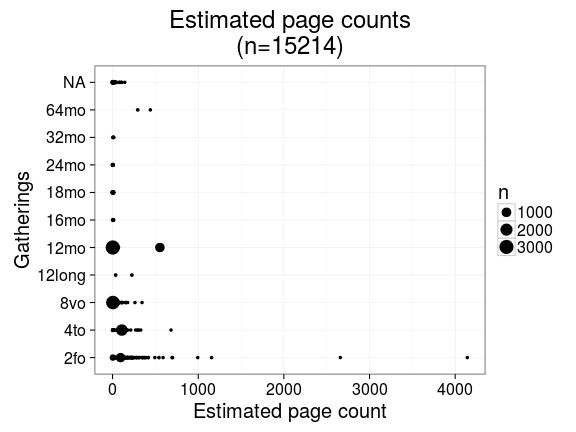 Estimated page counts
(n=15214)
Gatherings
NA
64mo
32mo
24mo
18mo
16mo
12mo
12long
8vo
4to
2fo
0
1000
2000
3000
4000
Estimated page count
n
1000
2000
3000